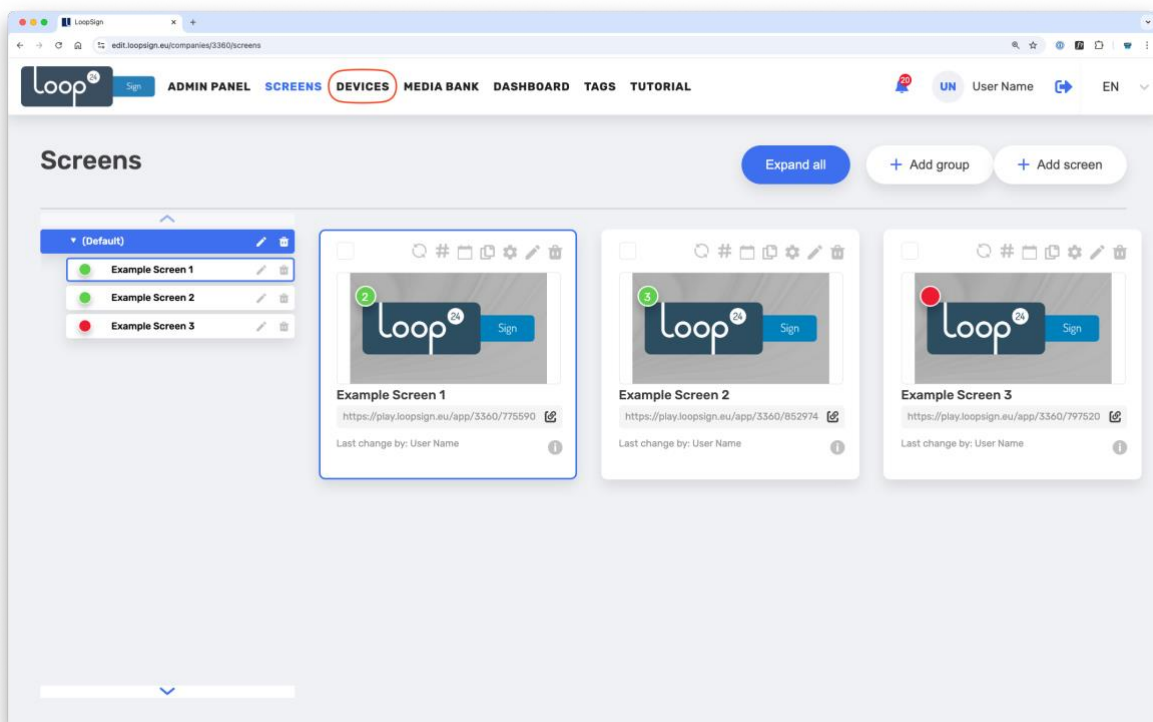 LoopSign
edit.loopsign.eu/companies/3360/screens
Loop 24 Sign
ADMIN PANEL SCREENS DEVICES MEDIA BANK DASHBOARD TAGS TUTORIAL
20
UN User Name
EN
Screens
Expand all
+ Add group
+ Add screen
(Default)
Example Screen 1
Example Screen 2
Example Screen 3
2
Loop 24 Sign
Example Screen 1
https://play.loopsign.eu/app/3360/775590
Last change by: User Name
3
Loop 24 Sign
Example Screen 2
https://play.loopsign.eu/app/3360/852974
Last change by: User Name
Loop 24 Sign
Example Screen 3
https://play.loopsign.eu/app/3360/797520
Last change by: User Name